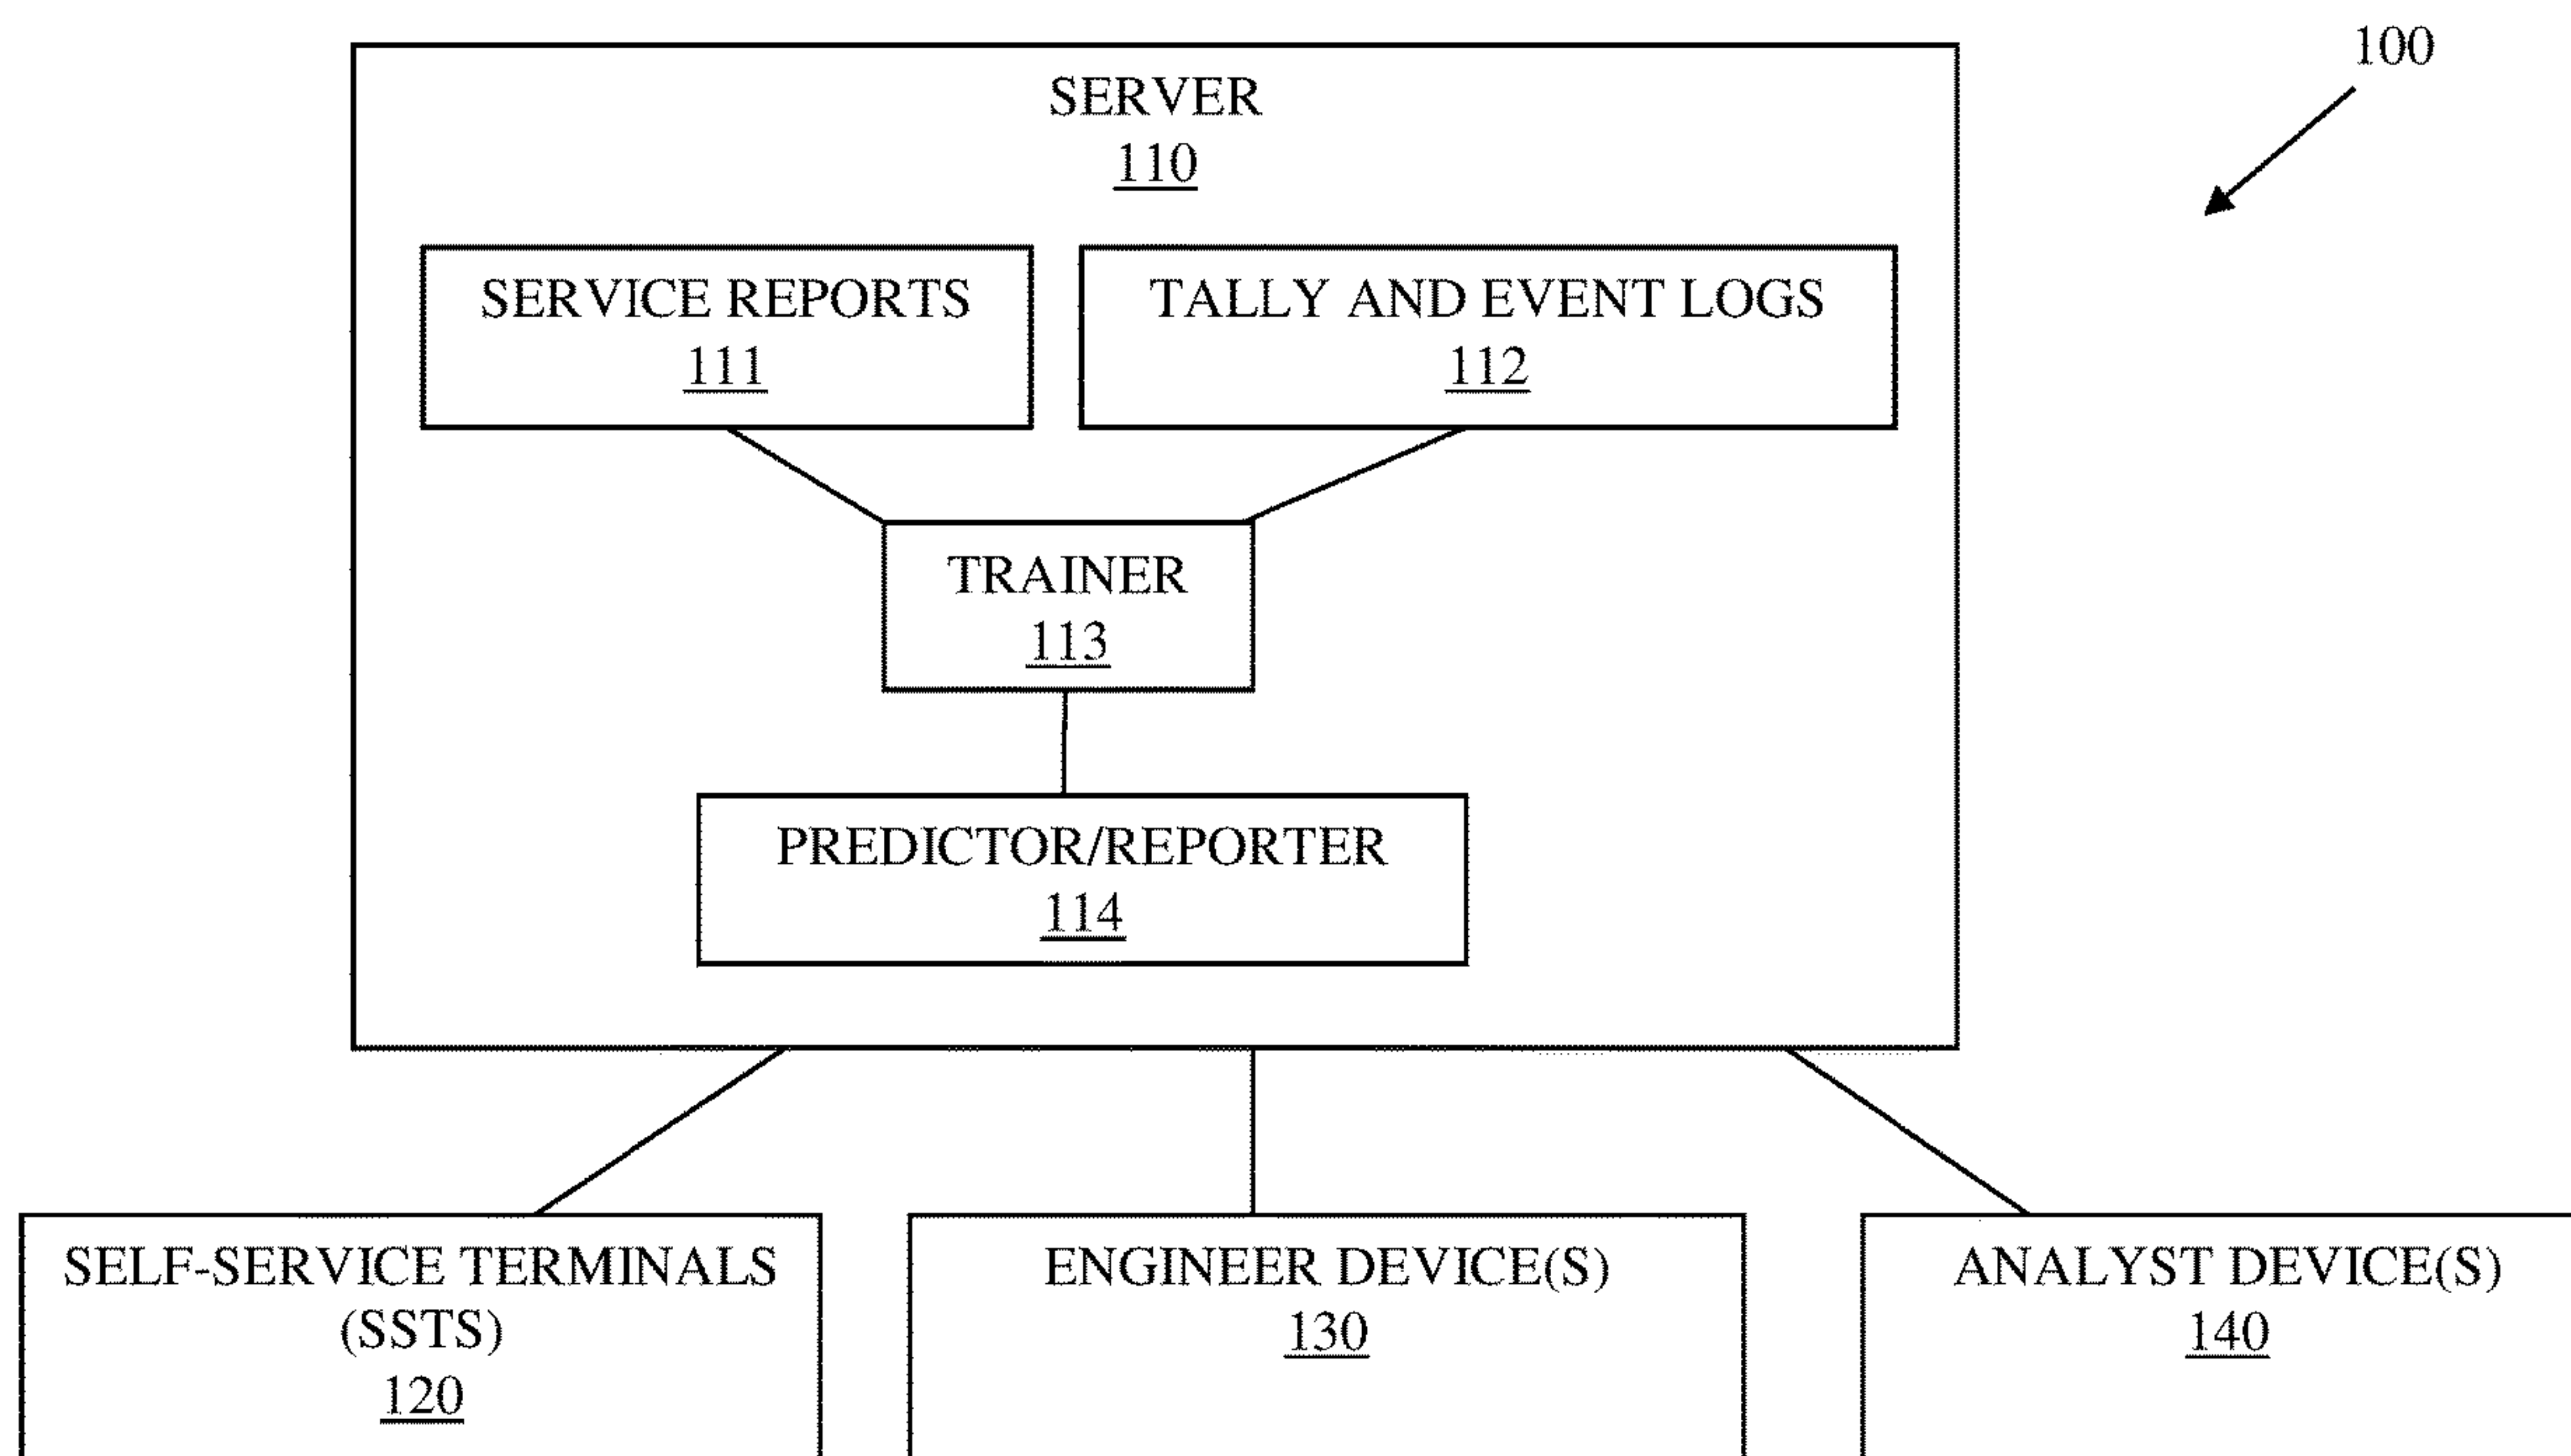 100
SERVER
110
SERVICE REPORTS
111
TALLY AND EVENT LOGS
112
TRAINER
113
PREDICTOR/REPORTER
114
SELF-SERVICE TERMINALS
(SSTS)
120
ENGINEER DEVICE(S)
130
ANALYST DEVICE(S)
140